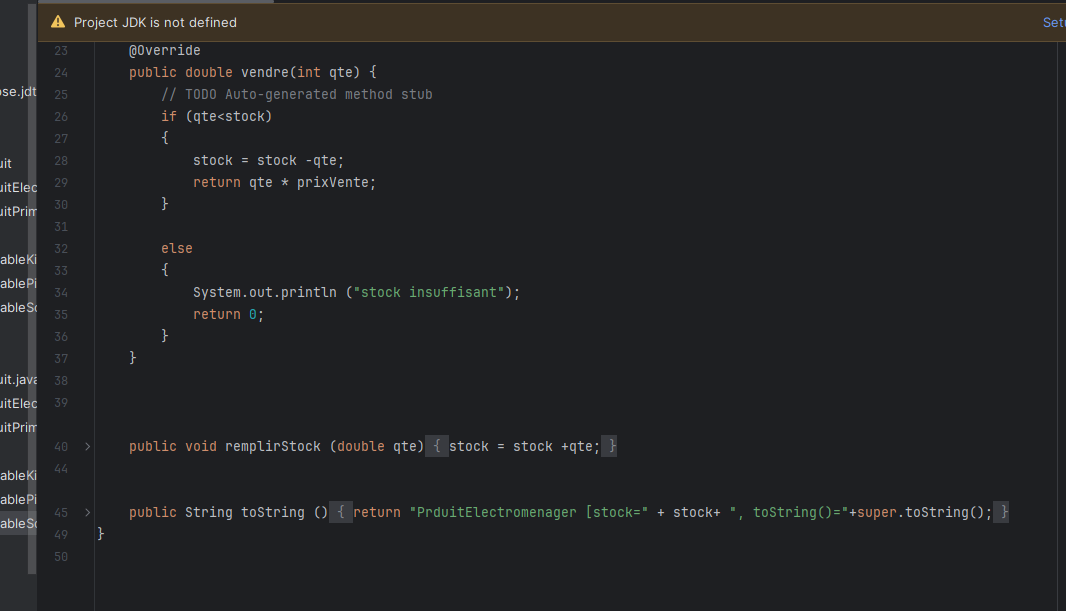 Project JDK is not defined
Setu
23 @Override
24 public double vendre(int qte) {
ose.jdt
25 // TODO Auto-generated method stub
26 if (qte<stock)
27 {
28 stock = stock -qte;
uit
29 return qte * prixVente;
uitElec
30 }
uitPrim
31
32 else
ableKi
33 {
ablePi
34 System.out.println ("stock insuffisant");
ableSo
35 return 0;
36 }
37 }
38
uit.java
39
uitElec
uitPrim
40 public void remplirStock (double qte) { stock = stock +qte; }
44
ableKi
ablePi
45 public String toString () { return "PrduitElectromenager [stock=" + stock+ ", toString()="+super.toString(); }
ableSo
49 }
50